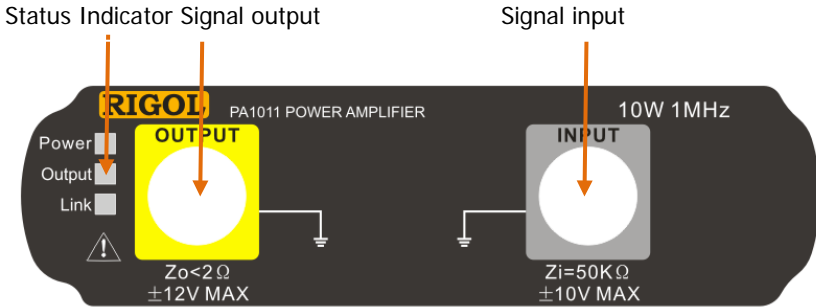 Status Indicator Signal output Signal input
RIGOL PA1011 POWER AMPLIFIER 10W 1MHz
Power OUTPUT INPUT
Output
Link
Zo<2Ω Zi=50KΩ
±12V MAX ±10V MAX